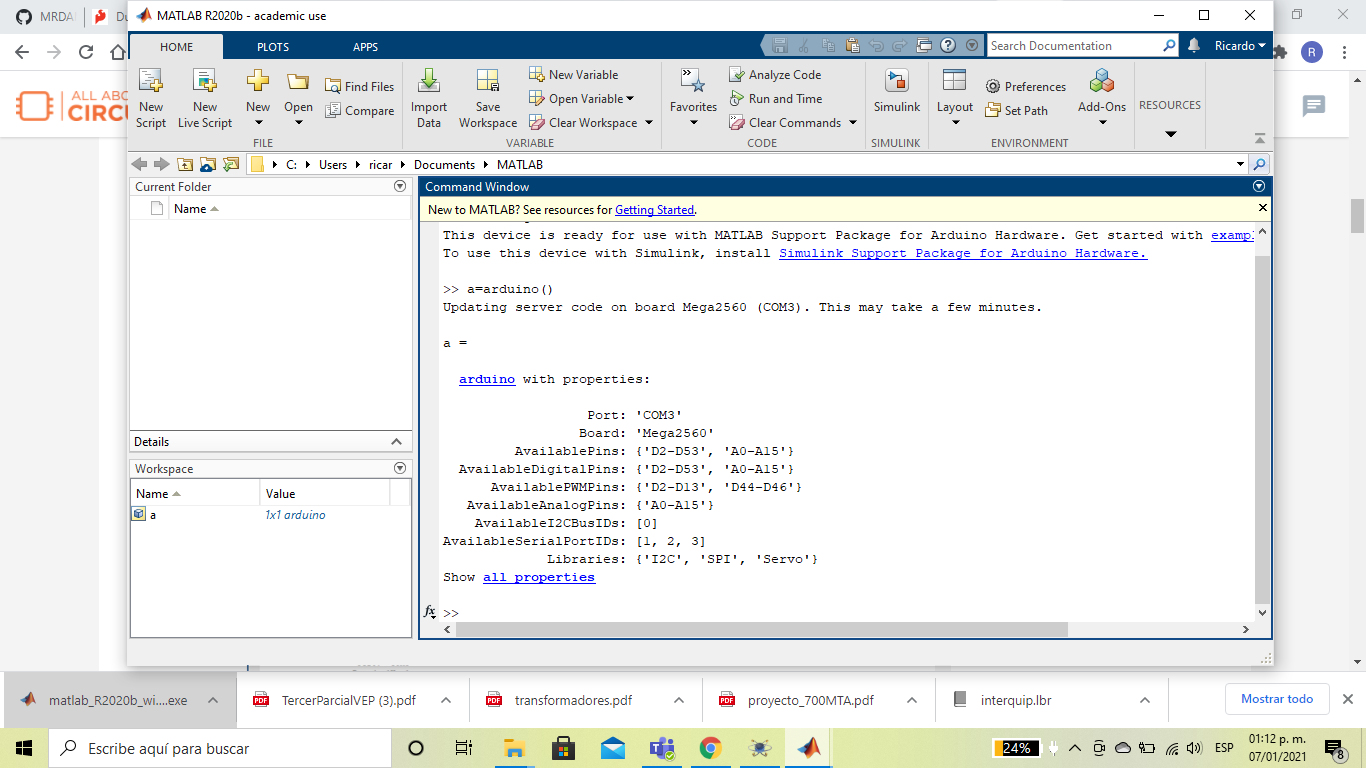 MRDA
Du
MATLAB R2020b - academic use
HOME PLOTS APPS
Search Documentation
Ricardo
R
ALL ABO
CIRCU
New Script
New Live Script
New
Open
Find Files
Compare
FILE
Import Data
Save Workspace
New Variable
Open Variable
Clear Workspace
VARIABLE
Favorites
Analyze Code
Run and Time
Clear Commands
CODE
Simulink
SIMULINK
Layout
Preferences
Set Path
Add-Ons
ENVIRONMENT
RESOURCES
C: Users ricar Documents MATLAB
Current Folder
Name
Details
Workspace
Name Value
a 1x1 arduino
Command Window
New to MATLAB? See resources for Getting Started.
This device is ready for use with MATLAB Support Package for Arduino Hardware. Get started with exampl
To use this device with Simulink, install Simulink Support Package for Arduino Hardware.
>> a=arduino()
Updating server code on board Mega2560 (COM3). This may take a few minutes.
a =
arduino with properties:
Port: 'COM3'
Board: 'Mega2560'
AvailablePins: {'D2-D53', 'A0-A15'}
AvailableDigitalPins: {'D2-D53', 'A0-A15'}
AvailablePWMPins: {'D2-D13', 'D44-D46'}
AvailableAnalogPins: {'A0-A15'}
AvailableI2CBusIDs: [0]
AvailableSerialPortIDs: [1, 2, 3]
Libraries: {'I2C', 'SPI', 'Servo'}
Show all properties
fx >>
matlab_R2020b_wi....exe
PDF TercerParcialVEP (3).pdf
PDF transformadores.pdf
PDF proyecto_700MTA.pdf
interquip.lbr
Mostrar todo
Escribe aquí para buscar
24%
ESP
01:12 p. m.
07/01/2021
8